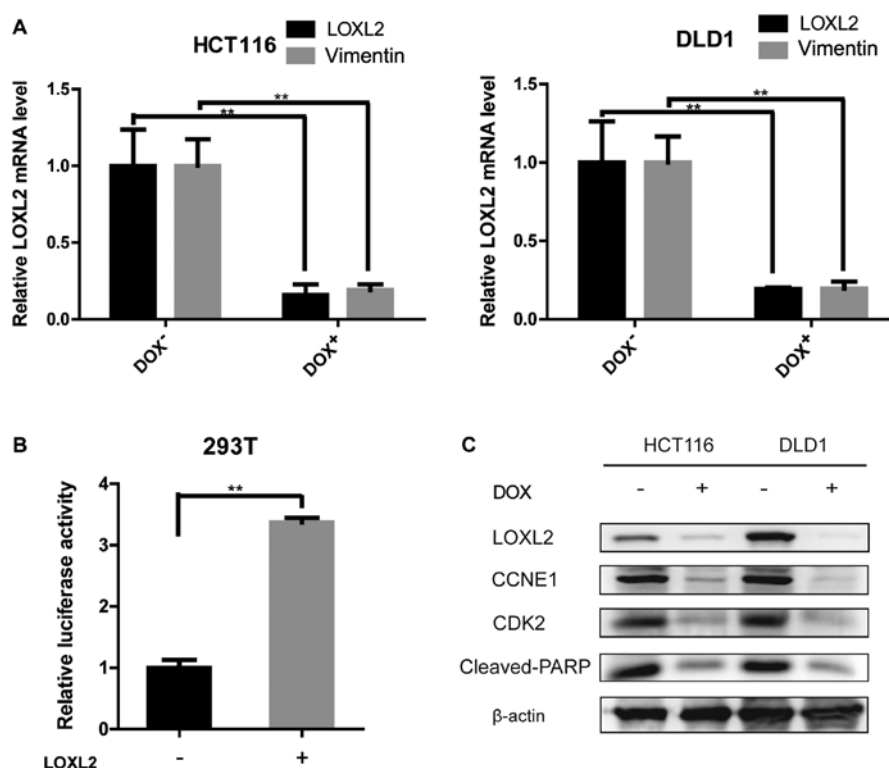 A
HCT116
LOXL2
Vimentin
Relative LOXL2 mRNA level
1.5
1.0
0.5
0.0
**
**
DOX-
DOX+
DLD1
LOXL2
Vimentin
Relative LOXL2 mRNA level
1.5
1.0
0.5
0.0
**
**
DOX-
DOX+
B
293T
Relative luciferase activity
4
3
2
1
0
**
LOXL2 - +
C
HCT116 DLD1
DOX - + - +
LOXL2
CCNE1
CDK2
Cleaved-PARP
β-actin